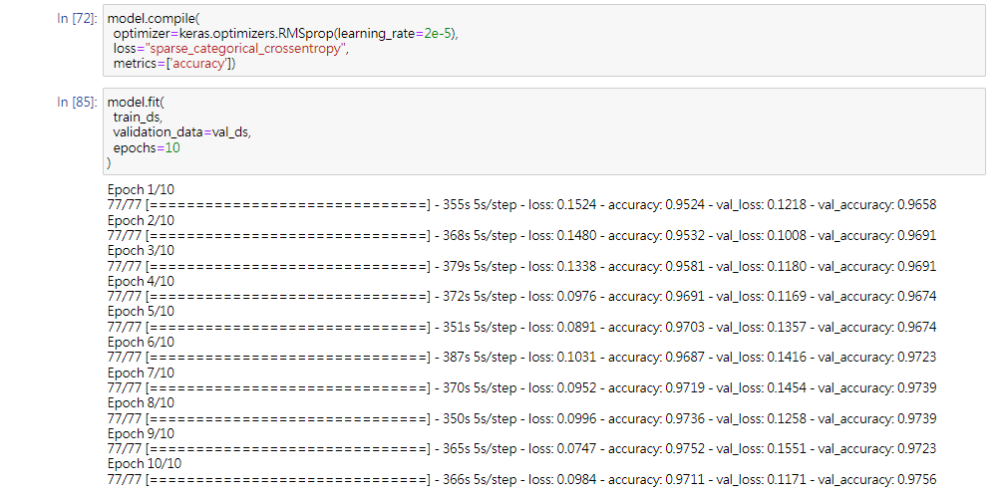 In [72]: model.compile(
optimizer=keras.optimizers.RMSprop(learning_rate=2e-5),
loss="sparse_categorical_crossentropy",
metrics=['accuracy'])
In [85]: model.fit(
train_ds,
validation_data=val_ds,
epochs=10
)
Epoch 1/10
77/77 [==============================] - 355s 5s/step - loss: 0.1524 - accuracy: 0.9524 - val_loss: 0.1218 - val_accuracy: 0.9658
Epoch 2/10
77/77 [==============================] - 368s 5s/step - loss: 0.1480 - accuracy: 0.9532 - val_loss: 0.1008 - val_accuracy: 0.9691
Epoch 3/10
77/77 [==============================] - 379s 5s/step - loss: 0.1338 - accuracy: 0.9581 - val_loss: 0.1180 - val_accuracy: 0.9691
Epoch 4/10
77/77 [==============================] - 372s 5s/step - loss: 0.0976 - accuracy: 0.9691 - val_loss: 0.1169 - val_accuracy: 0.9674
Epoch 5/10
77/77 [==============================] - 351s 5s/step - loss: 0.0891 - accuracy: 0.9703 - val_loss: 0.1357 - val_accuracy: 0.9674
Epoch 6/10
77/77 [==============================] - 387s 5s/step - loss: 0.1031 - accuracy: 0.9687 - val_loss: 0.1416 - val_accuracy: 0.9723
Epoch 7/10
77/77 [==============================] - 370s 5s/step - loss: 0.0952 - accuracy: 0.9719 - val_loss: 0.1454 - val_accuracy: 0.9739
Epoch 8/10
77/77 [==============================] - 350s 5s/step - loss: 0.0996 - accuracy: 0.9736 - val_loss: 0.1258 - val_accuracy: 0.9739
Epoch 9/10
77/77 [==============================] - 365s 5s/step - loss: 0.0747 - accuracy: 0.9752 - val_loss: 0.1551 - val_accuracy: 0.9723
Epoch 10/10
77/77 [==============================] - 366s 5s/step - loss: 0.0984 - accuracy: 0.9711 - val_loss: 0.1171 - val_accuracy: 0.9756